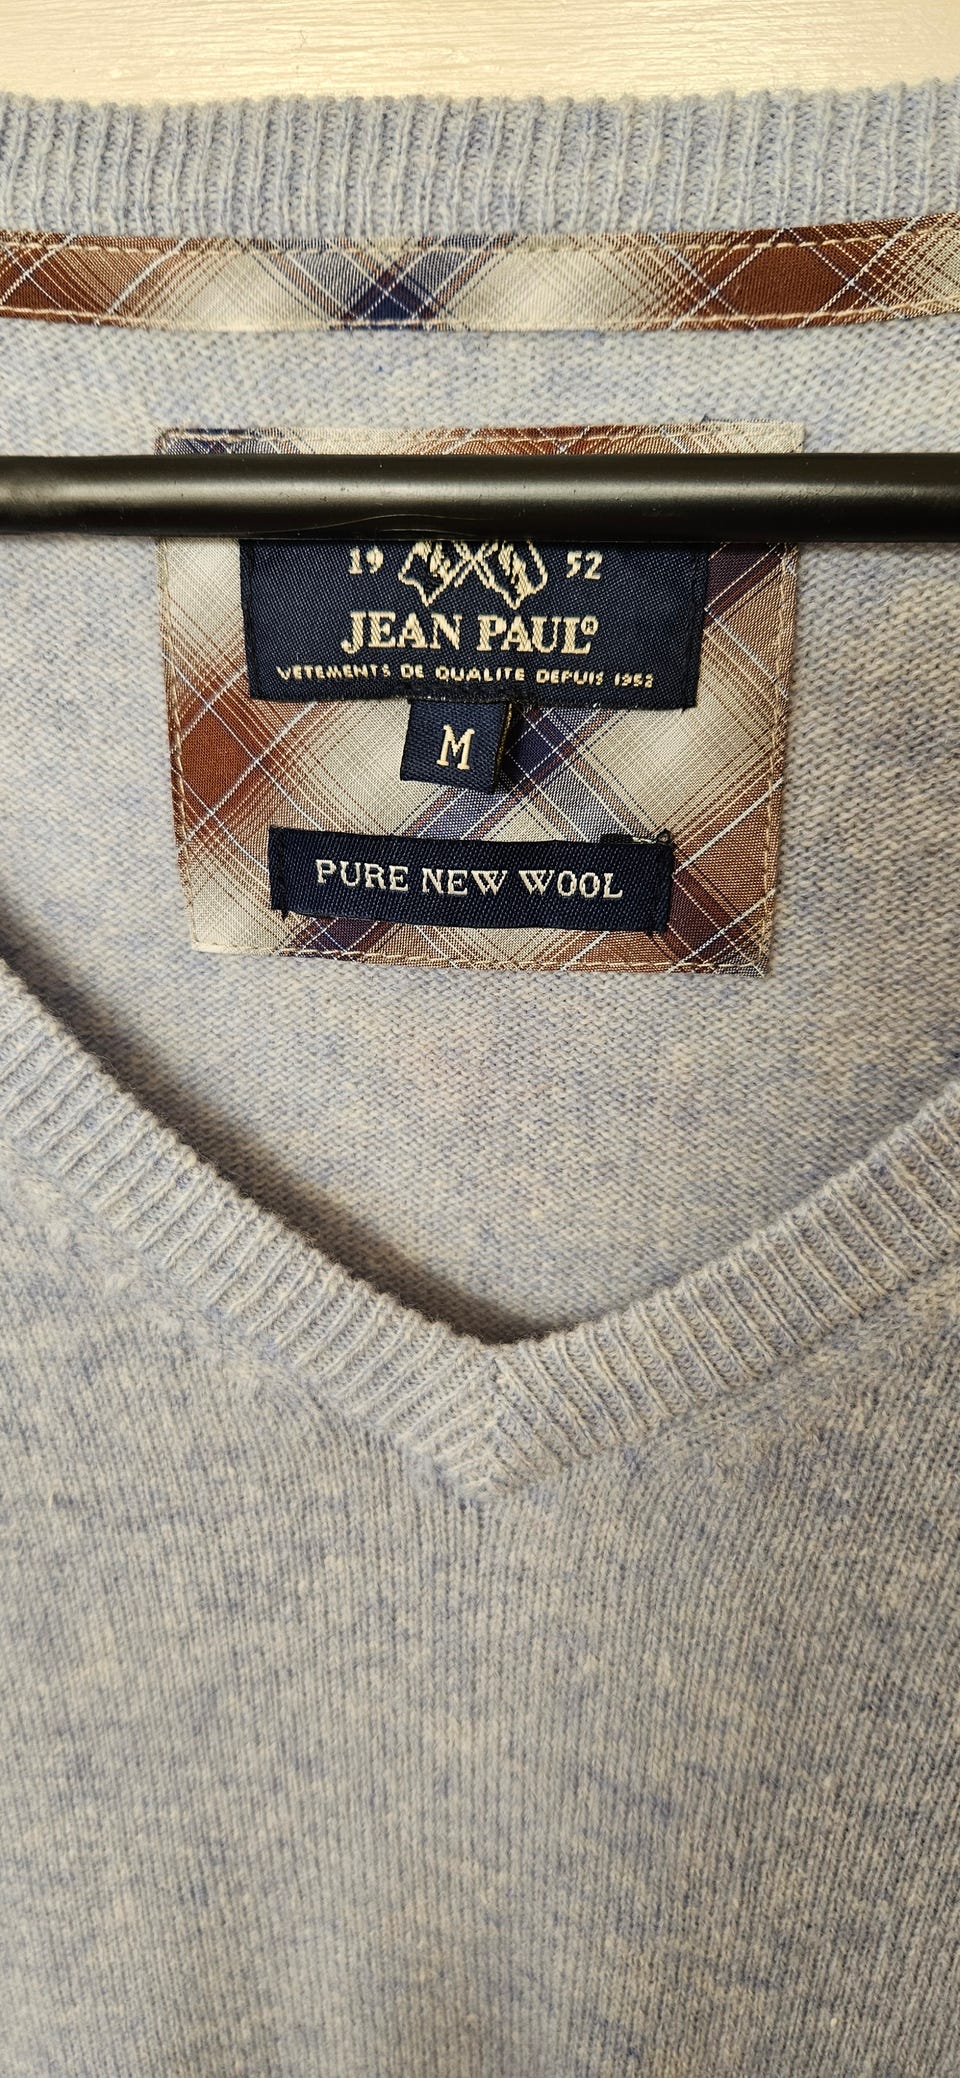 19 52
JEAN PAUL®
VETEMENTS DE QUALITE DEPUIS 1952
M
PURE NEW WOOL